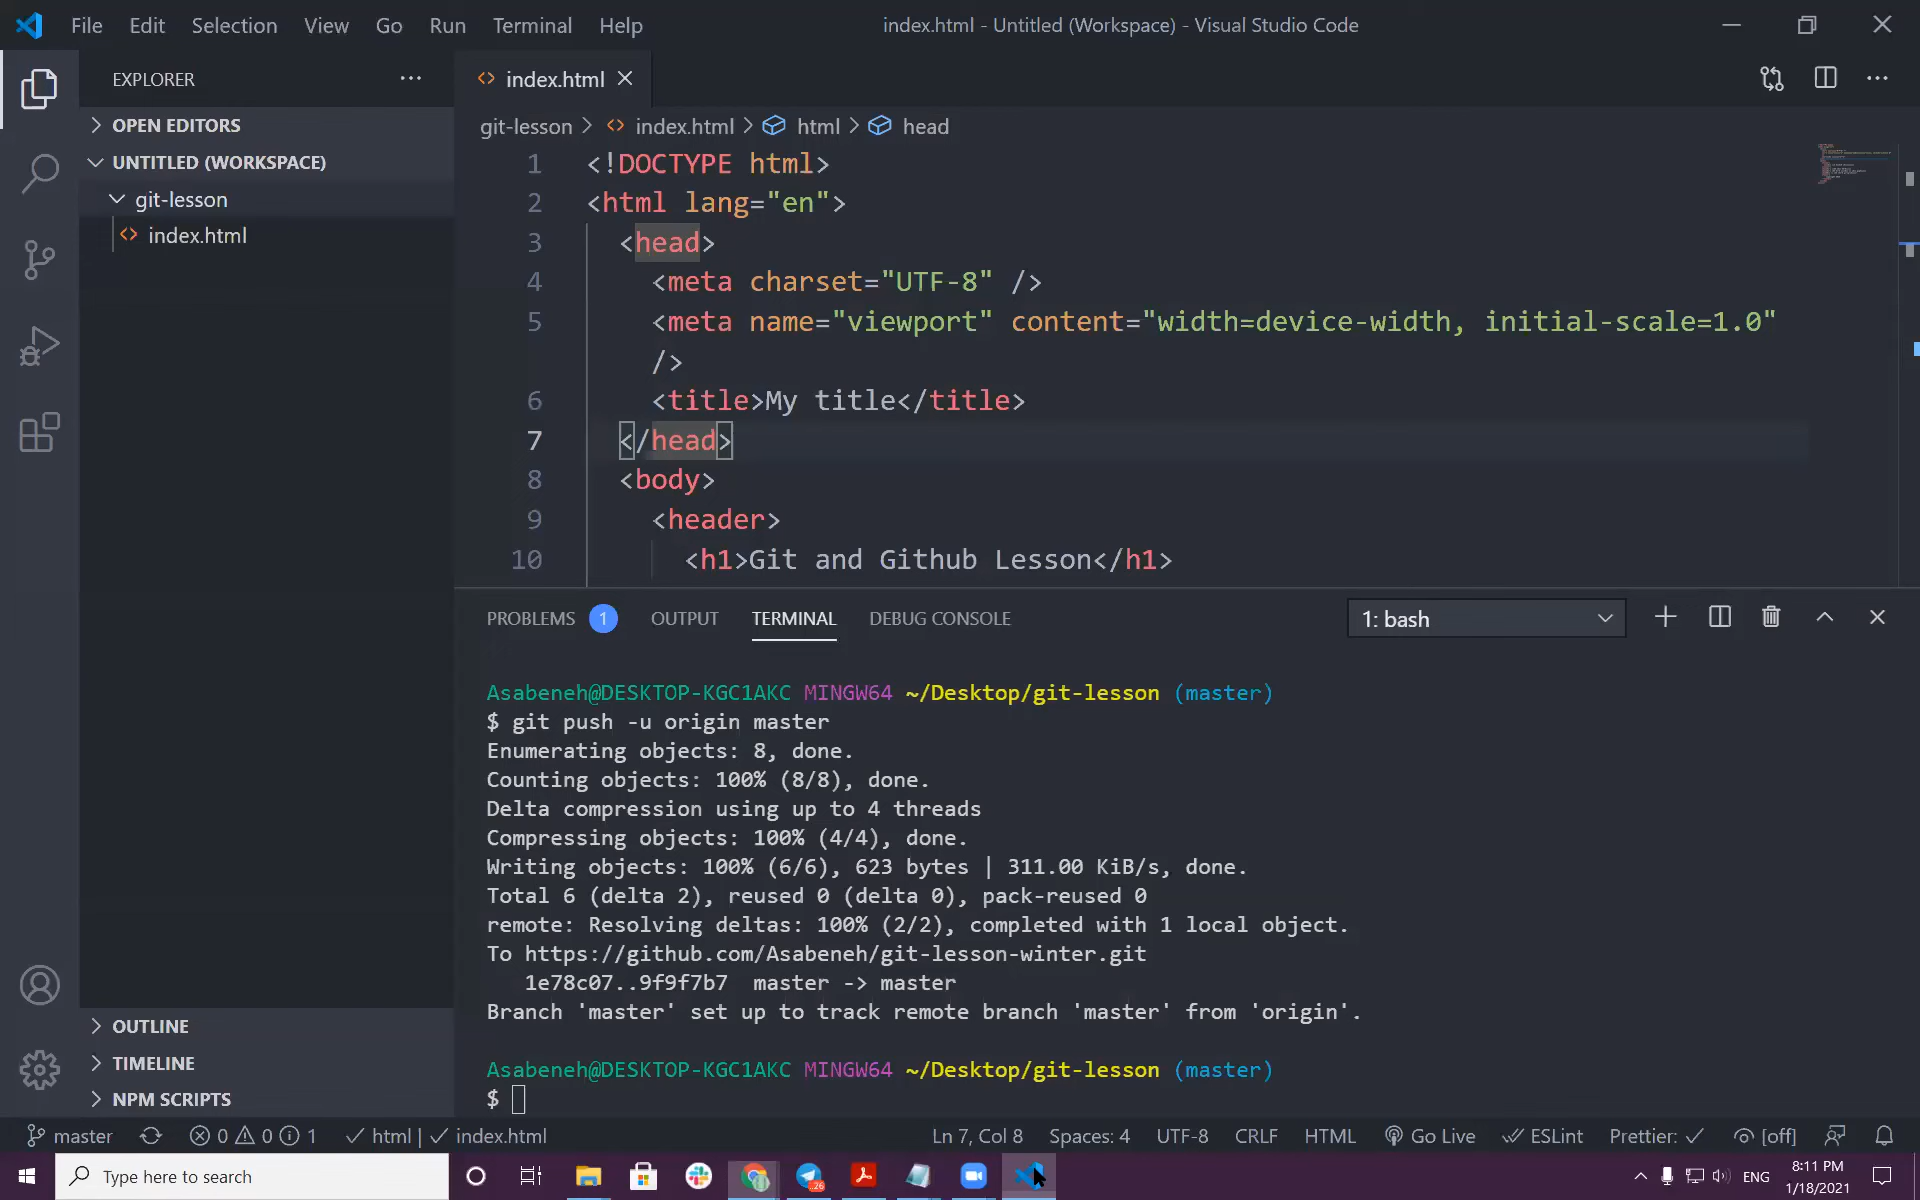 File Edit Selection View Go Run Terminal Help
index.html - Untitled (Workspace) - Visual Studio Code
EXPLORER
OPEN EDITORS
UNTITLED (WORKSPACE)
git-lesson
index.html
OUTLINE
TIMELINE
NPM SCRIPTS
index.html
git-lesson > index.html > html > head
1 <!DOCTYPE html>
2 <html lang="en">
3 <head>
4 <meta charset="UTF-8" />
5 <meta name="viewport" content="width=device-width, initial-scale=1.0"
/>
6 <title>My title</title>
7 </head>
8 <body>
9 <header>
10 <h1>Git and Github Lesson</h1>
PROBLEMS 1 OUTPUT TERMINAL DEBUG CONSOLE 1: bash
Asabeneh@DESKTOP-KGC1AKC MINGW64 ~/Desktop/git-lesson (master)
$ git push -u origin master
Enumerating objects: 8, done.
Counting objects: 100% (8/8), done.
Delta compression using up to 4 threads
Compressing objects: 100% (4/4), done.
Writing objects: 100% (6/6), 623 bytes | 311.00 KiB/s, done.
Total 6 (delta 2), reused 0 (delta 0), pack-reused 0
remote: Resolving deltas: 100% (2/2), completed with 1 local object.
To https://github.com/Asabeneh/git-lesson-winter.git
1e78c07..9f9f7b7 master -> master
Branch 'master' set up to track remote branch 'master' from 'origin'.
Asabeneh@DESKTOP-KGC1AKC MINGW64 ~/Desktop/git-lesson (master)
$
master 0 0 1 html | index.html Ln 7, Col 8 Spaces: 4 UTF-8 CRLF HTML Go Live ESLint Prettier: [off]
Type here to search
ENG
8:11 PM
1/18/2021